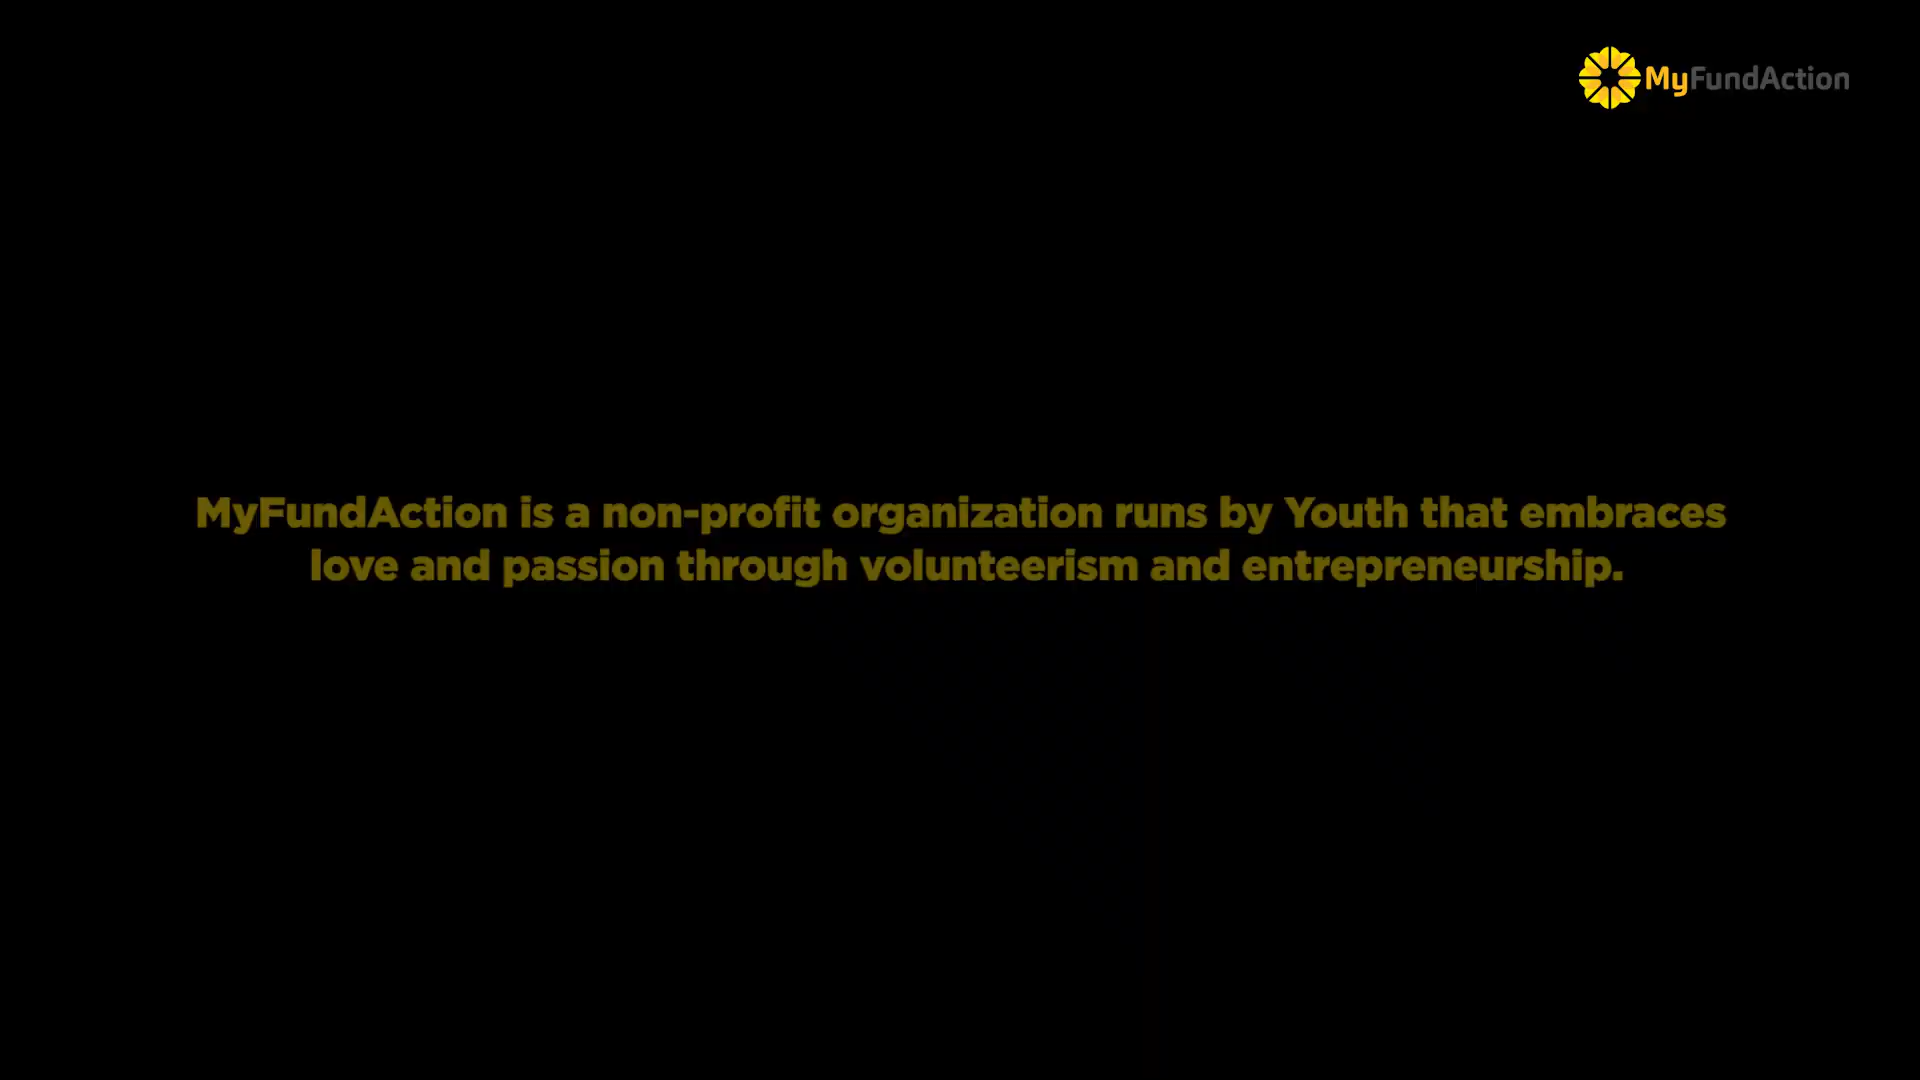 MyFundAction
MyFundAction is a non-profit organization runs by Youth that embraces
love and passion through volunteerism and entrepreneurship.